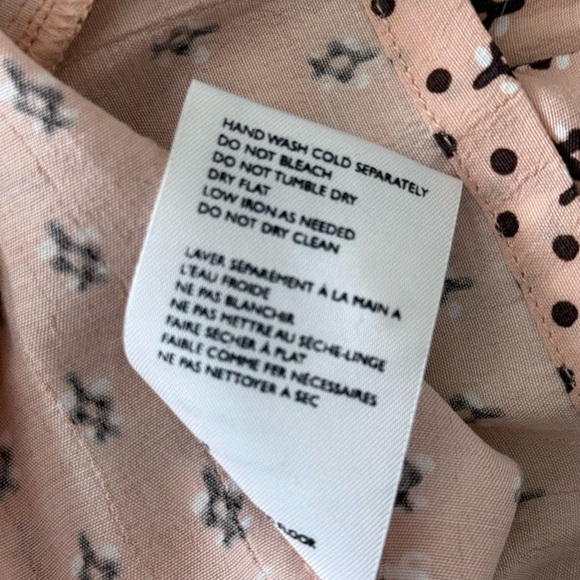 HAND WASH COLD SEPARATELY
DO NOT BLEACH
DO NOT TUMBLE DRY
DRY FLAT
LOW IRON AS NEEDED
DO NOT DRY CLEAN
LAVER SÉPARÉMENT À LA MAIN A
L'EAU FROIDE
NE PAS BLANCHIR
NE PAS METTRE AU SÈCHE-LINGE
FAIRE SÉCHER À PLAT
FAIBLE COMME FER NÉCESSAIRES
NE PAS NETTOYER À SEC
FLOOR